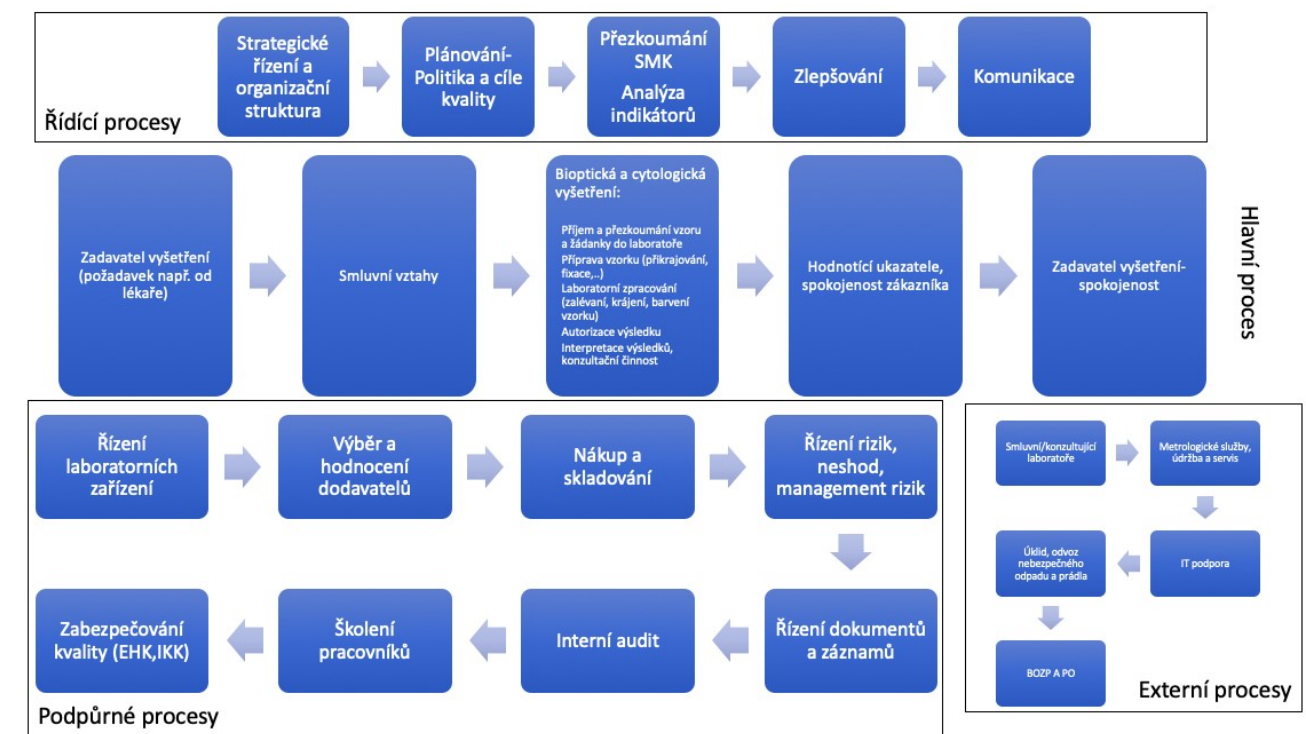 Strategické
řízení a
organizační
struktura
Plánování-
Politika a cíle
kvality
Přezkoumání
SMK
Analýza
indikátorů
Zlepšování
Komunikace
Řídící procesy
Zadavatel vyšetření
(požadavek např. od
lékaře)
Smluvní vztahy
Bioptická a cytologická
vyšetření:
Příjem a přezkoumání vzoru
a žádanky do laboratoře
Příprava vzorku (přikrajování,
fixace,..)
Laboratorní zpracování
(zalévaní, krájení, barvení
vzorku)
Autorizace výsledku
Interpretace výsledků,
konzultační činnost
Hodnotící ukazatele,
spokojenost zákazníka
Zadavatel vyšetření-
spokojenost
Hlavní proces
Řízení
laboratorních
zařízení
Výběr a
hodnocení
dodavatelů
Nákup a
skladování
Řízení rizik,
neshod,
management rizik
Zabezpečování
kvality (EHK,IKK)
Školení
pracovníků
Interní audit
Řízení dokumentů
a záznamů
Podpůrné procesy
Smluvní/konzultující
laboratoře
Metrologické služby,
údržba a servis
Úklid, odvoz
nebezpečného
odpadu a prádla
IT podpora
BOZP A PO
Externí procesy